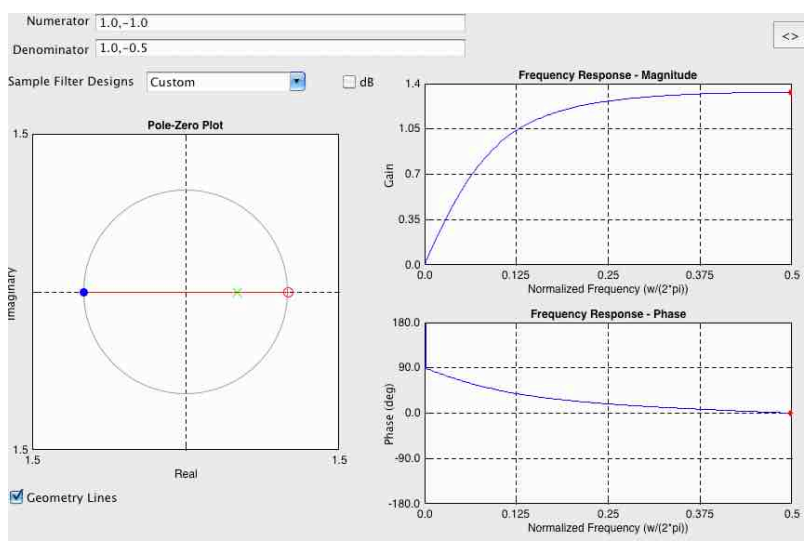 Numerator 1.0,-1.0
<>
Denominator 1.0,-0.5
Sample Filter Designs Custom dB
Frequency Response - Magnitude
1.4
1.05
0.7
0.35
0.0
Gain
0.0 0.125 0.25 0.375 0.5
Normalized Frequency (w/(2*pi))
Pole-Zero Plot
1.5
Imaginary
1.5
1.5 1.5
Real
Geometry Lines
Frequency Response - Phase
180.0
90.0
0.0
-90.0
-180.0
Phase (deg)
0.0 0.125 0.25 0.375 0.5
Normalized Frequency (w/(2*pi))